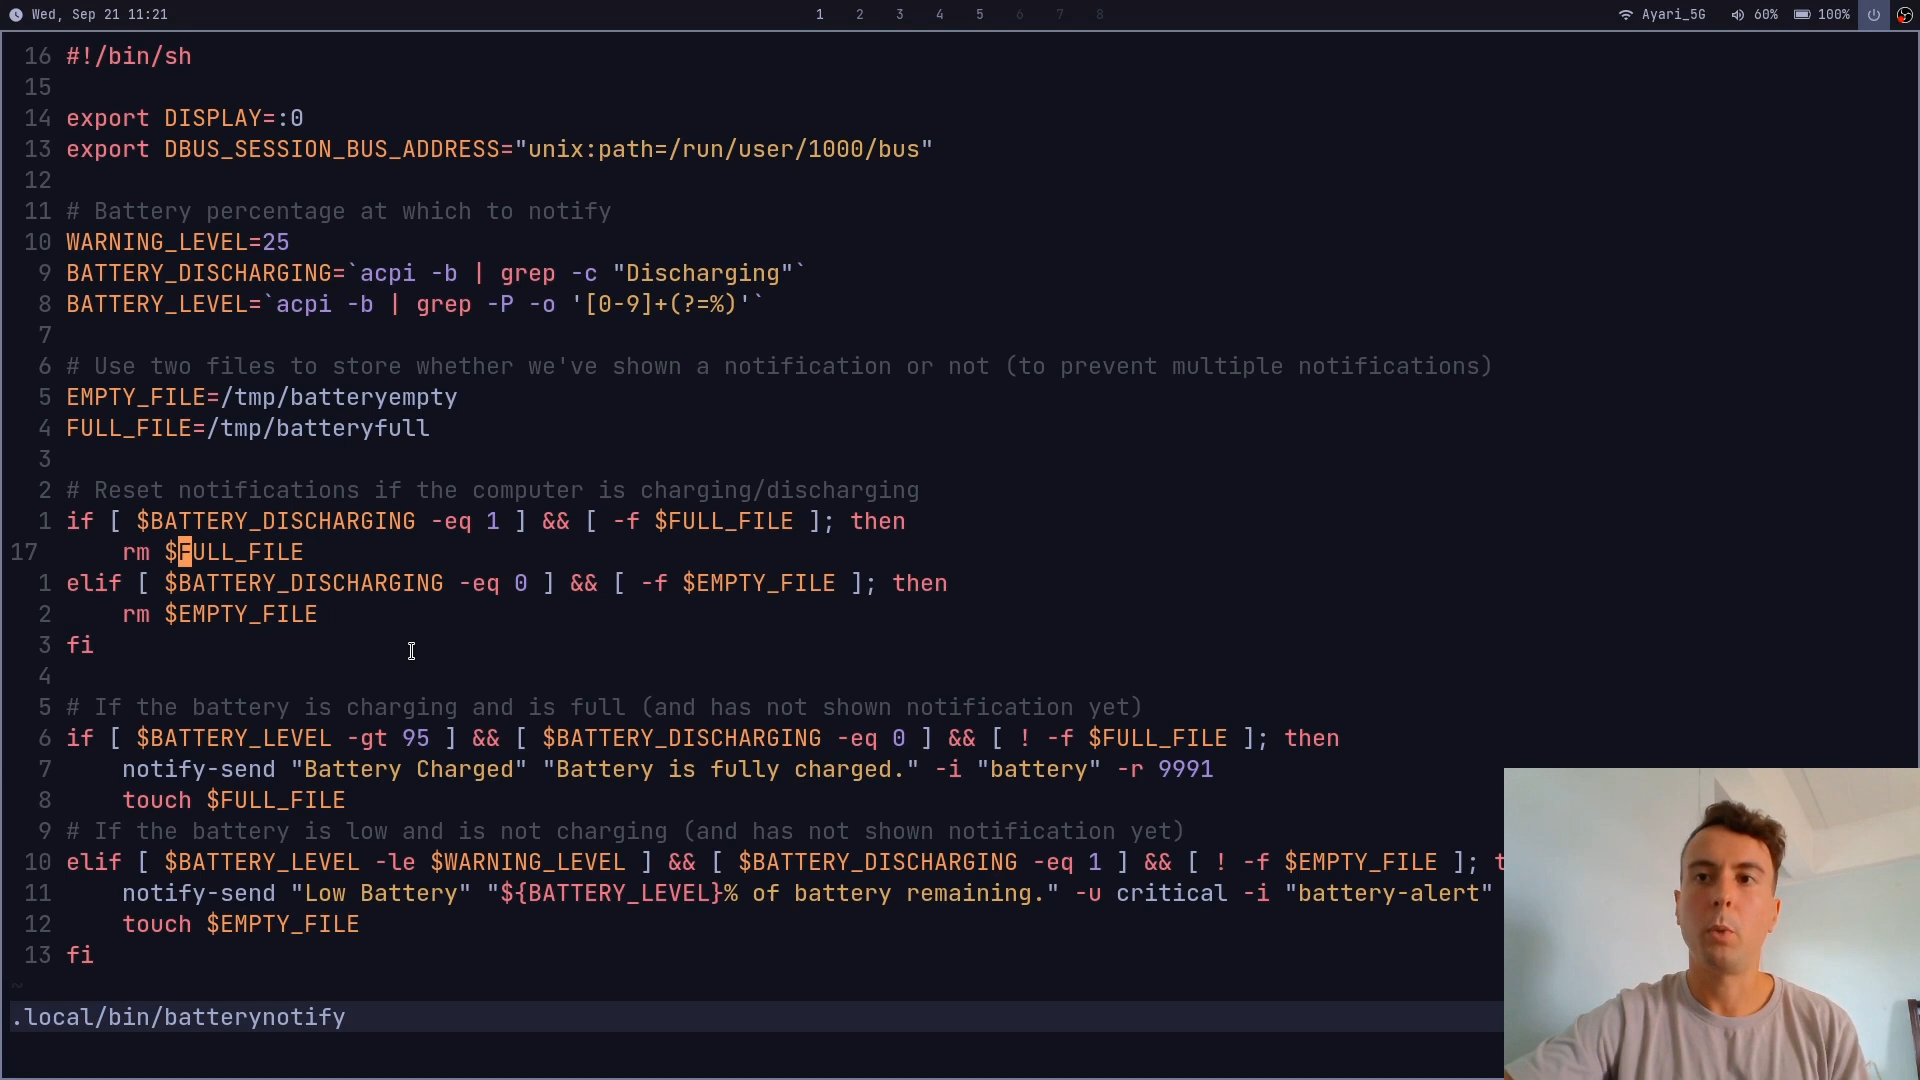 Wed, Sep 21 11:21 1 2 3 4 5 6 7 8 Ayari_5G 60% 100%
16 #!/bin/sh
15
14 export DISPLAY=:0
13 export DBUS_SESSION_BUS_ADDRESS="unix:path=/run/user/1000/bus"
12
11 # Battery percentage at which to notify
10 WARNING_LEVEL=25
9 BATTERY_DISCHARGING=`acpi -b | grep -c "Discharging"`
8 BATTERY_LEVEL=`acpi -b | grep -P -o '[0-9]+(?=%)'`
7
6 # Use two files to store whether we've shown a notification or not (to prevent multiple notifications)
5 EMPTY_FILE=/tmp/batteryempty
4 FULL_FILE=/tmp/batteryfull
3
2 # Reset notifications if the computer is charging/discharging
1 if [ $BATTERY_DISCHARGING -eq 1 ] && [ -f $FULL_FILE ]; then
17     rm $FULL_FILE
1 elif [ $BATTERY_DISCHARGING -eq 0 ] && [ -f $EMPTY_FILE ]; then
2     rm $EMPTY_FILE
3 fi
4
5 # If the battery is charging and is full (and has not shown notification yet)
6 if [ $BATTERY_LEVEL -gt 95 ] && [ $BATTERY_DISCHARGING -eq 0 ] && [ ! -f $FULL_FILE ]; then
7     notify-send "Battery Charged" "Battery is fully charged." -i "battery" -r 9991
8     touch $FULL_FILE
9 # If the battery is low and is not charging (and has not shown notification yet)
10 elif [ $BATTERY_LEVEL -le $WARNING_LEVEL ] && [ $BATTERY_DISCHARGING -eq 1 ] && [ ! -f $EMPTY_FILE ]; t
11     notify-send "Low Battery" "${BATTERY_LEVEL}% of battery remaining." -u critical -i "battery-alert"
12     touch $EMPTY_FILE
13 fi
~
.local/bin/batterynotify